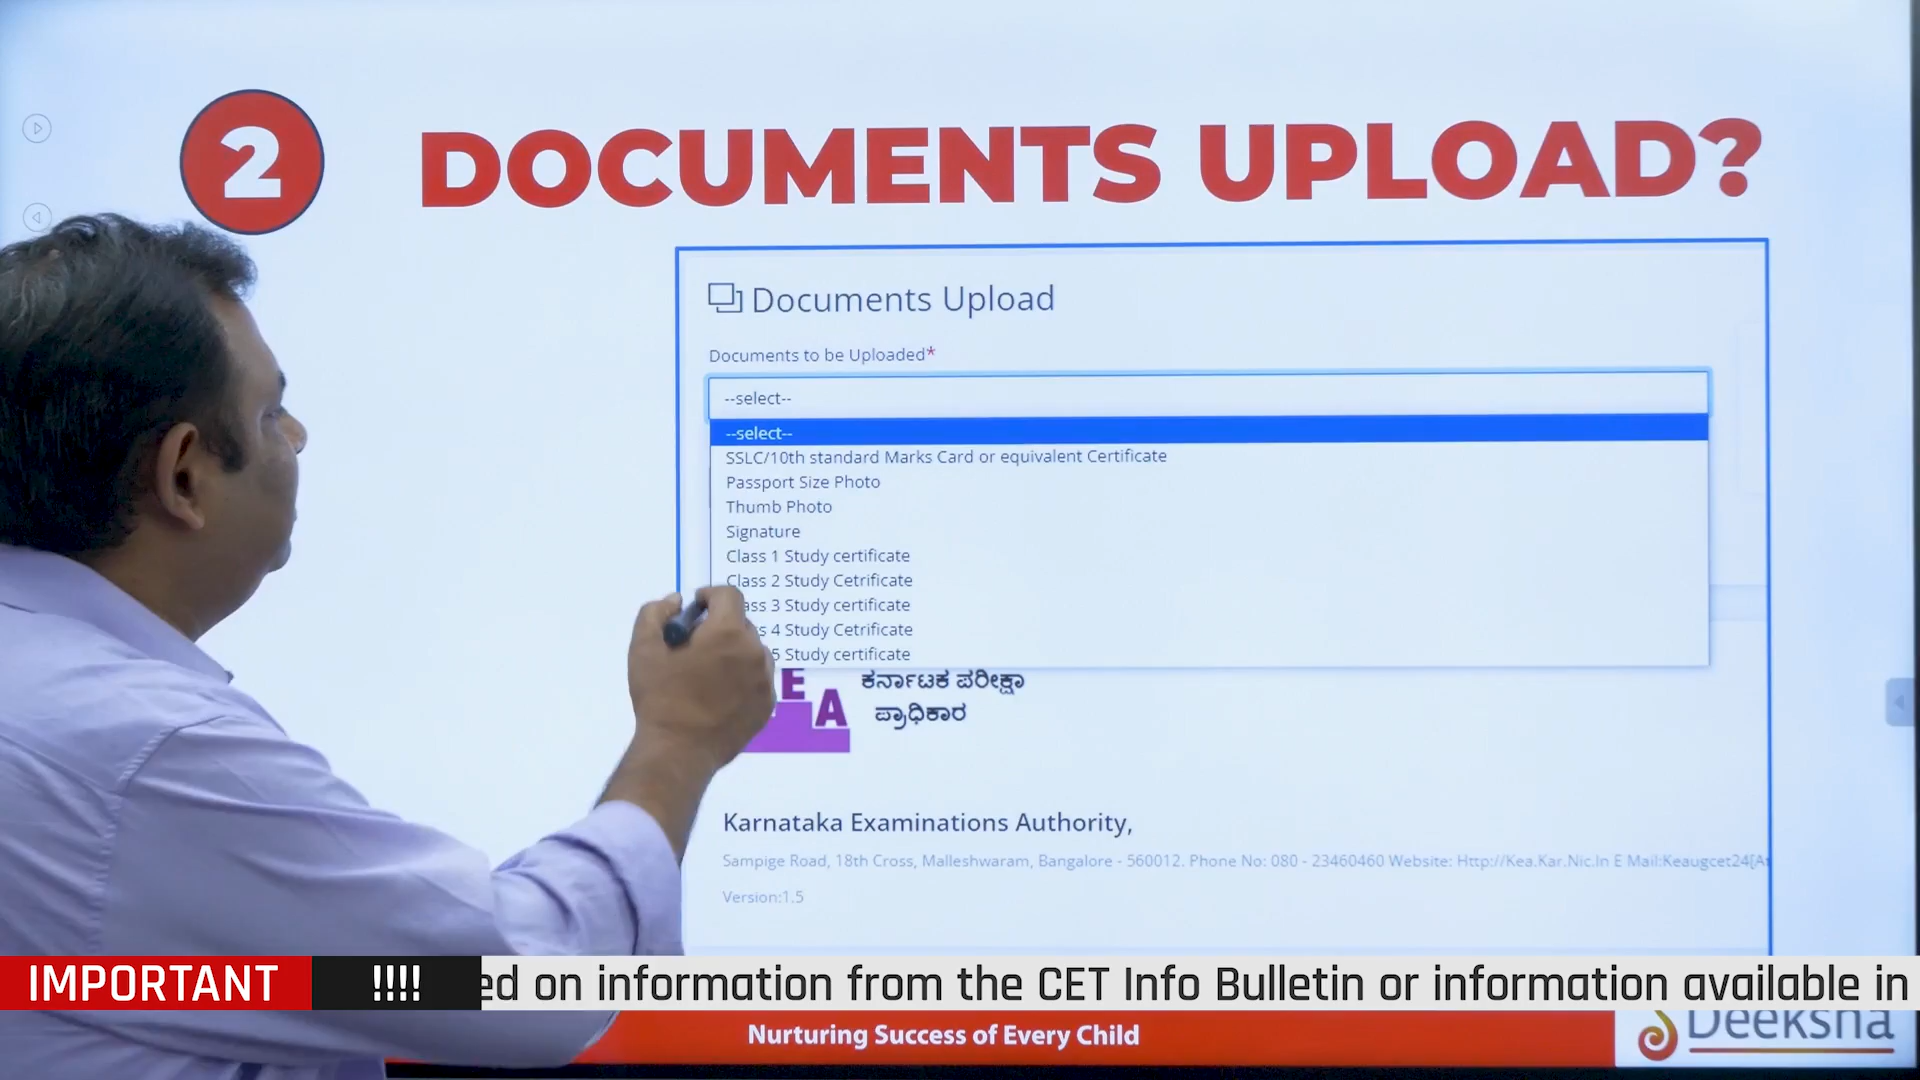 2 DOCUMENTS UPLOAD?
Documents Upload
Documents to be Uploaded*
--select--
--select--
SSLC/10th standard Marks Card or equivalent Certificate
Passport Size Photo
Thumb Photo
Signature
Class 1 Study certificate
Class 2 Study Cetrificate
3 Study certificate
4 Study Cetrificate
5 Study certificate
E A
ಕರ್ನಾಟಕ ಪರೀಕ್ಷಾ
ಪ್ರಾಧಿಕಾರ
Karnataka Examinations Authority,
Sampige Road, 18th Cross, Malleshwaram, Bangalore - 560012. Phone No: 080 - 23460460 Website: Http://Kea.Kar.Nic.In E Mail:Keaugcet24[At
Version:1.5
IMPORTANT !!!! ed on information from the CET Info Bulletin or information available in
Nurturing Success of Every Child
Deeksha